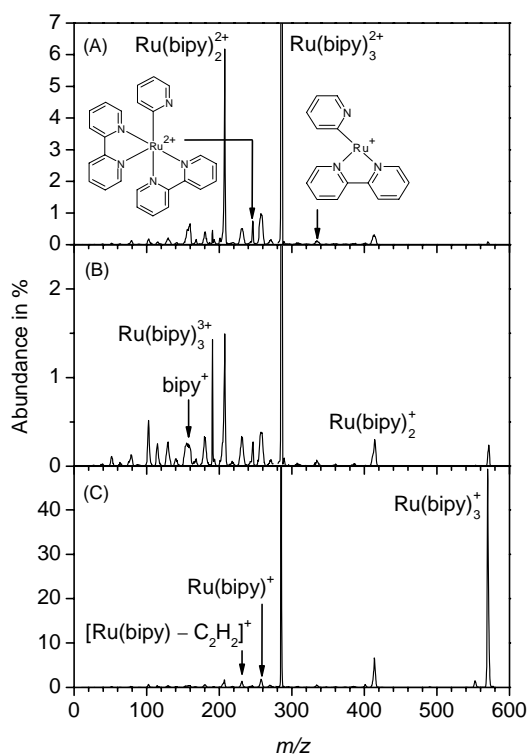 7
(A)
Ru(bipy)₂²⁺
Ru(bipy)₃²⁺
6
5
4
3
2
1
0
N
N
N
Ru²⁺
N
N
N
Ru⁺
N
N
(B)
2
1
0
Ru(bipy)₃³⁺
bipy⁺
Ru(bipy)₂⁺
Abundance in %
(C)
40
30
20
10
0
Ru(bipy)₃⁺
Ru(bipy)⁺
[Ru(bipy) – C₂H₂]⁺
0 100 200 300 400 500 600
m/z